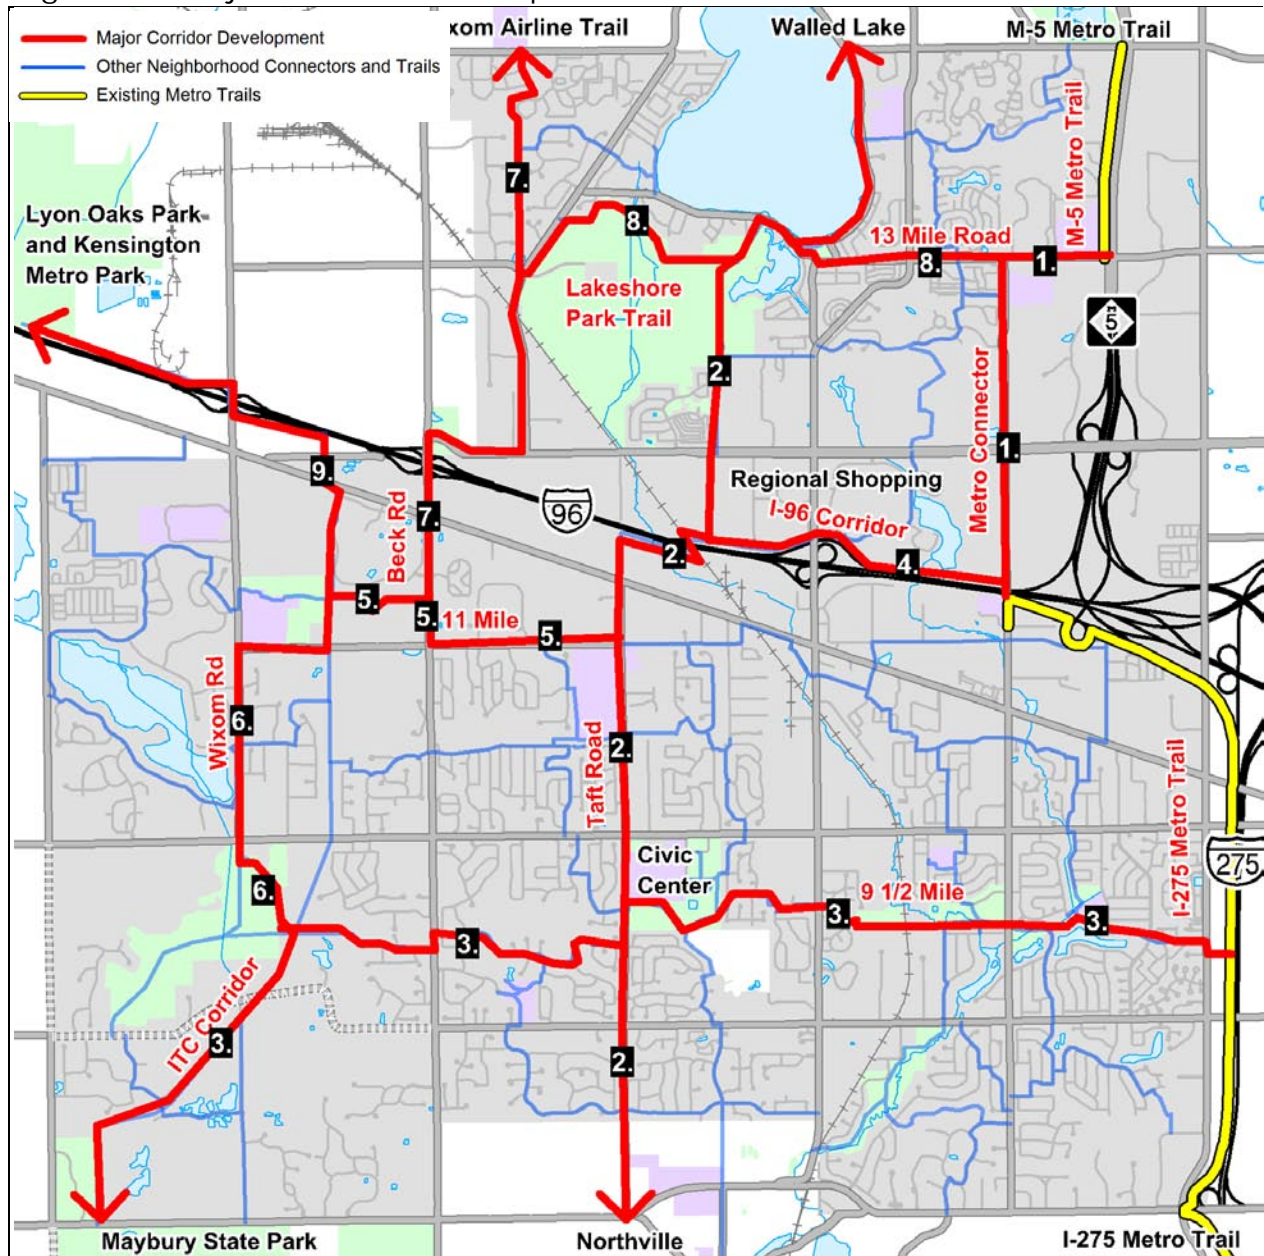 xom Airline Trail
Walled Lake
M-5 Metro Trail
Major Corridor Development
Other Neighborhood Connectors and Trails
Existing Metro Trails
M-5 Metro Trail
7.
8.
Lyon Oaks Park
and Kensington
Metro Park
13 Mile Road
8.
1.
Lakeshore
Park Trail
5
2.
Metro Connector
1.
9.
Regional Shopping
I-96 Corridor
96
Beck Rd
7.
2.
4.
5.
5.
11 Mile
5.
Wixom Rd
6.
Taft Road
2.
I-275 Metro Trail
275
Civic
Center
6.
9 1/2 Mile
3.
3.
3.
ITC Corridor
3.
2.
Maybury State Park
Northville
I-275 Metro Trail